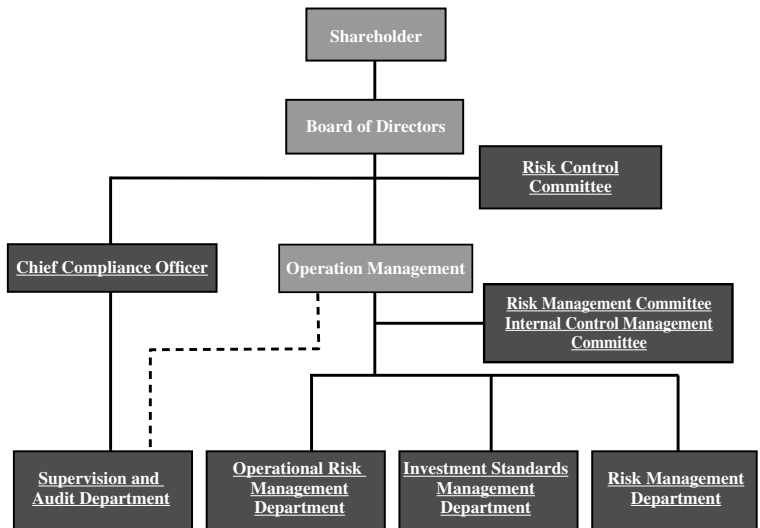 Shareholder
Board of Directors
Risk Control
Committee
Chief Compliance Officer
Operation Management
Risk Management Committee
Internal Control Management
Committee
Supervision and
Audit Department
Operational Risk
Management
Department
Investment Standards
Management
Department
Risk Management
Department